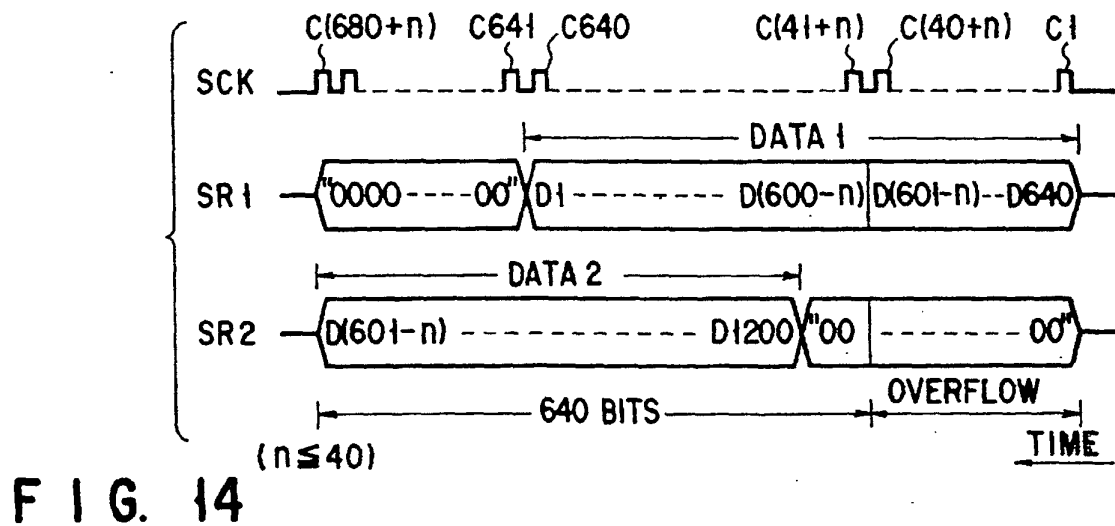 C(680+n) C641 C640 C(41+n) C(40+n) C1
SCK
DATA 1
SR1 "0000 ---- 00" D1 -------- D(600-n) D(601-n)--D640
DATA 2
SR2 D(601-n) ---------- D1200 "00 ------- 00"
640 BITS OVERFLOW
(n≦40) TIME
FIG. 14